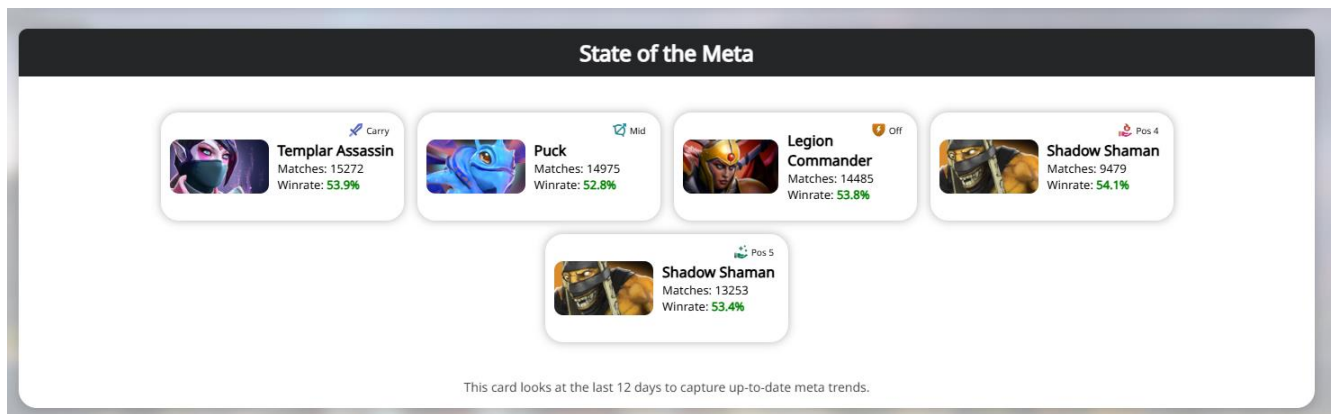 State of the Meta
Carry
Templar Assassin
Matches: 15272
Winrate: 53.9%
Mid
Puck
Matches: 14975
Winrate: 52.8%
Off
Legion
Commander
Matches: 14485
Winrate: 53.8%
Pos 4
Shadow Shaman
Matches: 9479
Winrate: 54.1%
Pos 5
Shadow Shaman
Matches: 13253
Winrate: 53.4%
This card looks at the last 12 days to capture up-to-date meta trends.